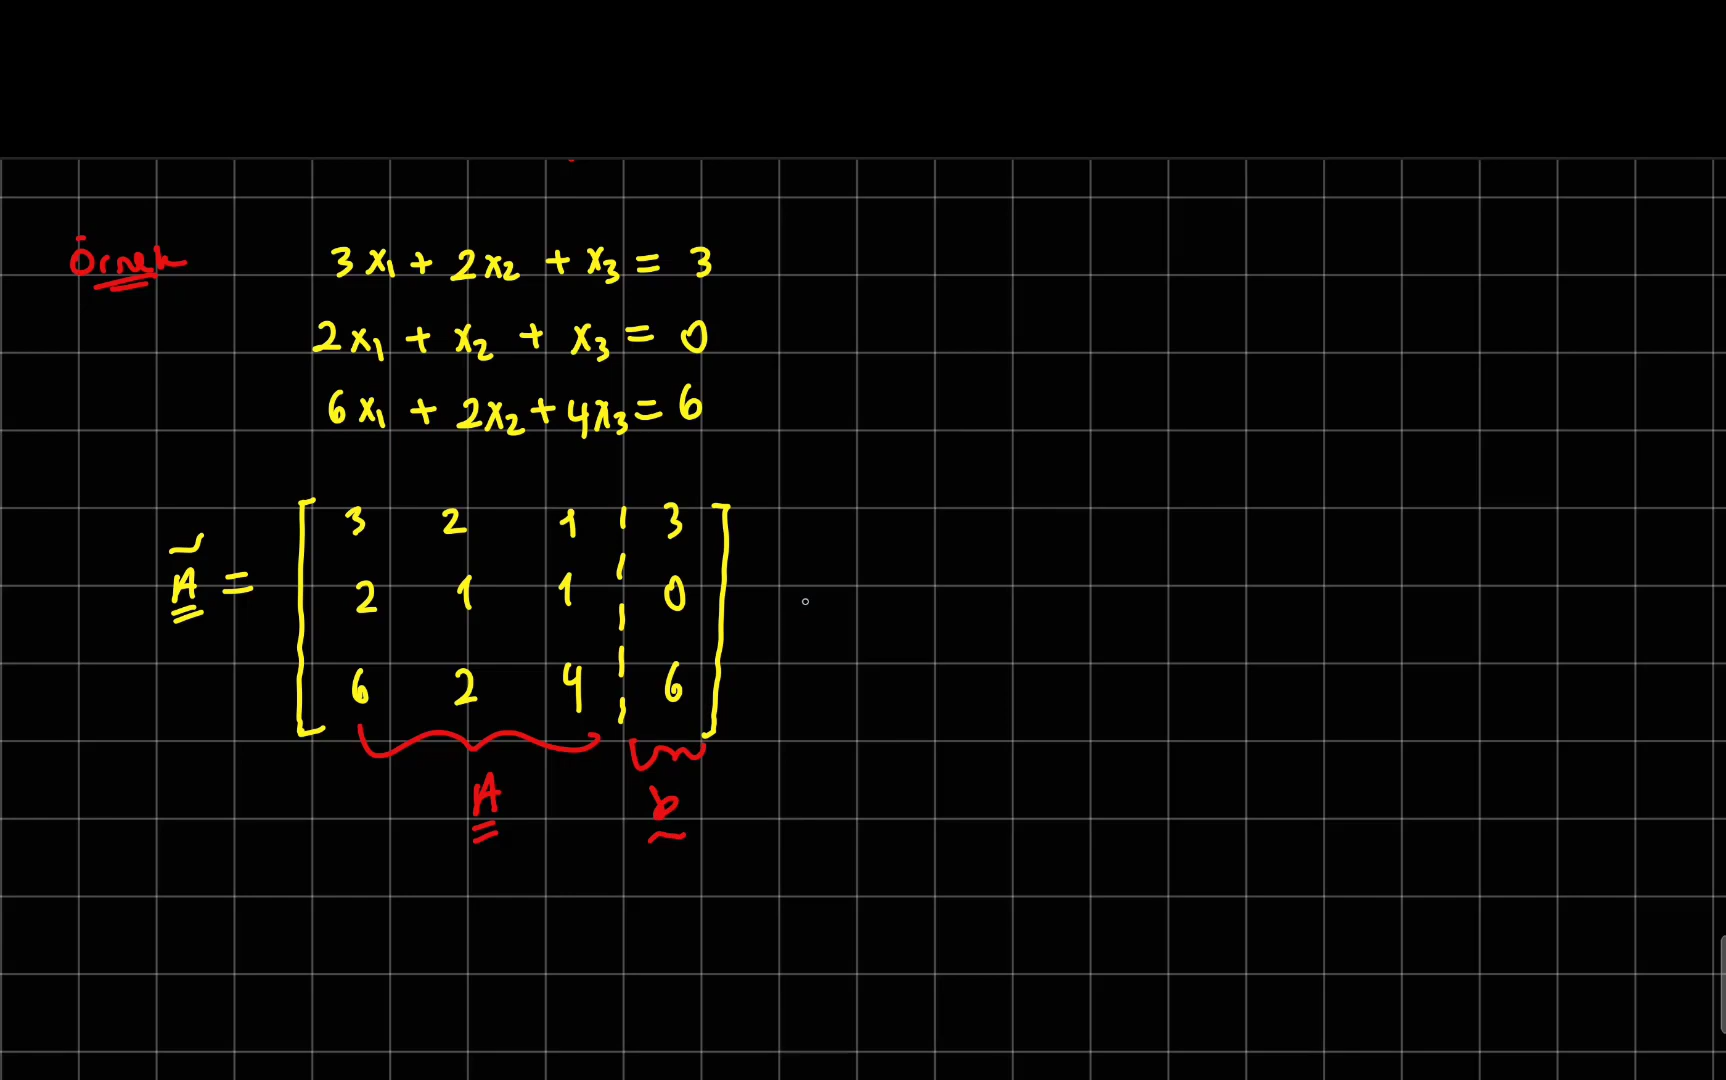 Örnek
3x₁ + 2x₂ + x₃ = 3
2x₁ + x₂ + x₃ = 0
6x₁ + 2x₂ + 4x₃ = 6
3 2 1 | 3
Ã = 2 1 1 | 0
6 2 4 | 6
A b